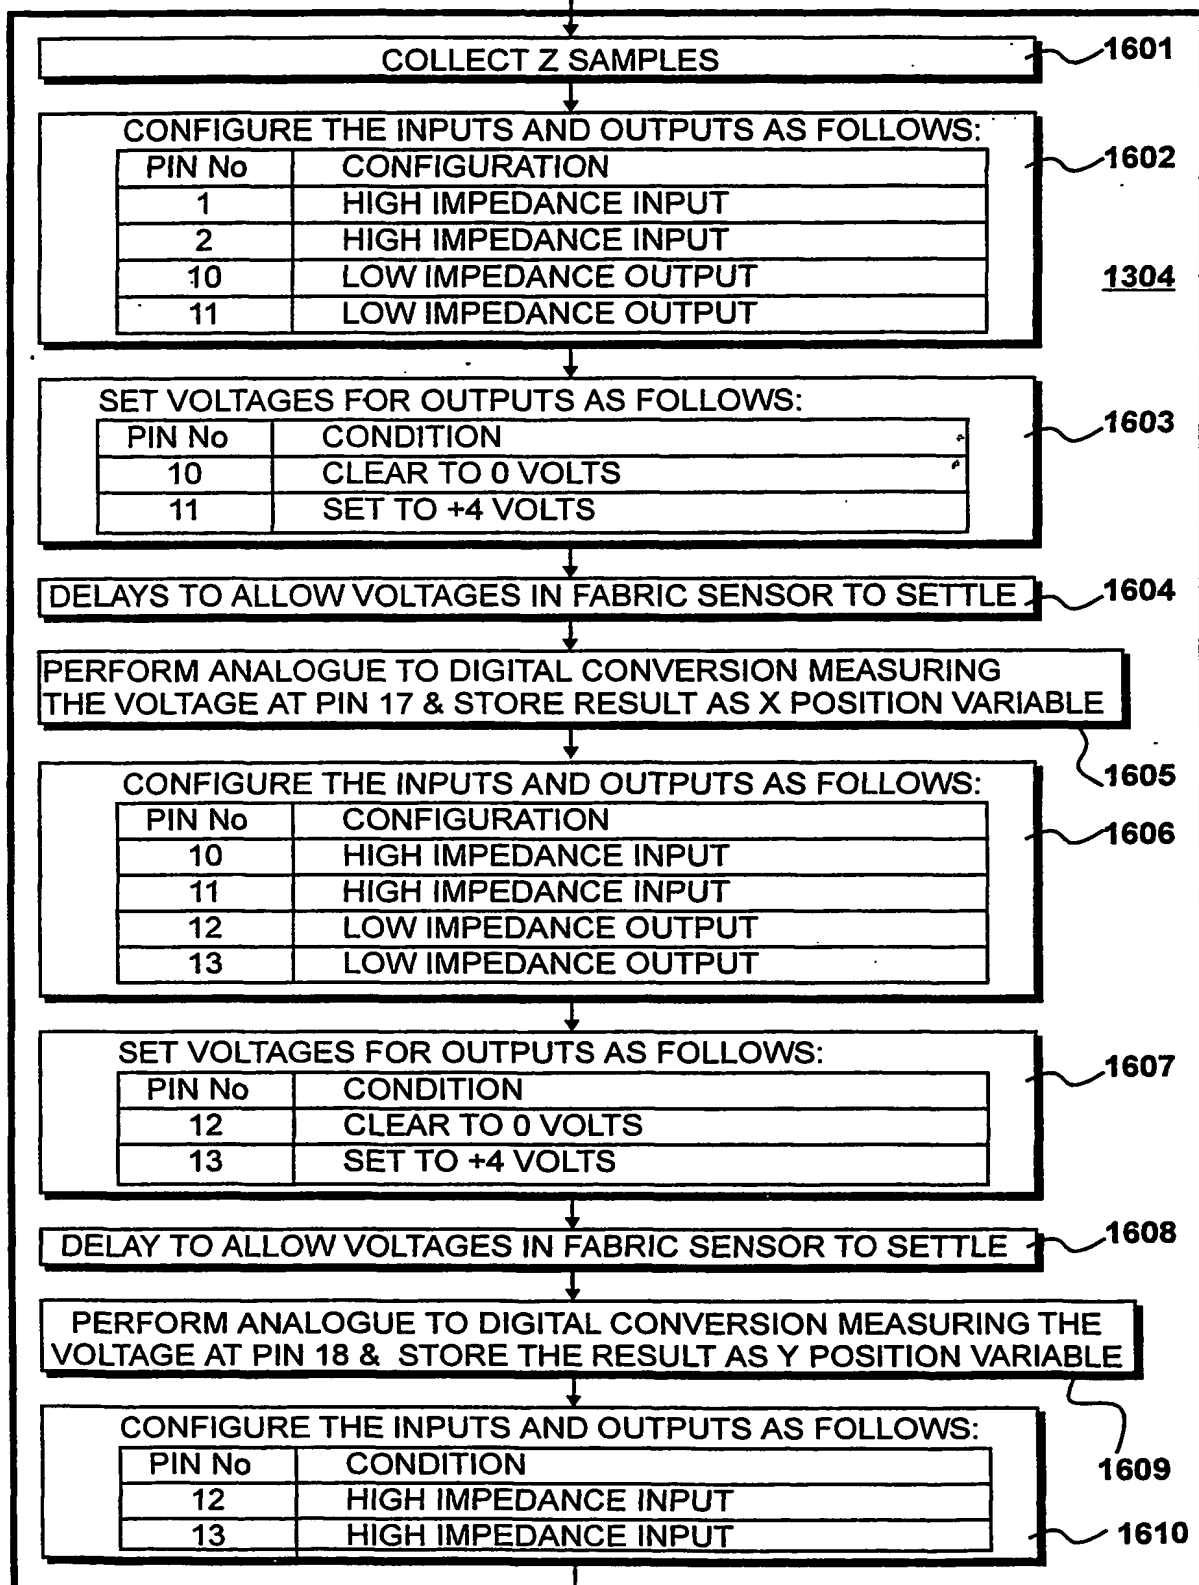 COLLECT Z SAMPLES
1601
CONFIGURE THE INPUTS AND OUTPUTS AS FOLLOWS:
PIN No CONFIGURATION
1602
1 HIGH IMPEDANCE INPUT
2 HIGH IMPEDANCE INPUT
10 LOW IMPEDANCE OUTPUT
1304
11 LOW IMPEDANCE OUTPUT
SET VOLTAGES FOR OUTPUTS AS FOLLOWS:
1603
PIN No CONDITION
10 CLEAR TO 0 VOLTS
11 SET TO +4 VOLTS
DELAYS TO ALLOW VOLTAGES IN FABRIC SENSOR TO SETTLE
1604
PERFORM ANALOGUE TO DIGITAL CONVERSION MEASURING
THE VOLTAGE AT PIN 17 & STORE RESULT AS X POSITION VARIABLE
1605
CONFIGURE THE INPUTS AND OUTPUTS AS FOLLOWS:
PIN No CONFIGURATION
1606
10 HIGH IMPEDANCE INPUT
11 HIGH IMPEDANCE INPUT
12 LOW IMPEDANCE OUTPUT
13 LOW IMPEDANCE OUTPUT
SET VOLTAGES FOR OUTPUTS AS FOLLOWS:
1607
PIN No CONDITION
12 CLEAR TO 0 VOLTS
13 SET TO +4 VOLTS
DELAY TO ALLOW VOLTAGES IN FABRIC SENSOR TO SETTLE
1608
PERFORM ANALOGUE TO DIGITAL CONVERSION MEASURING THE
VOLTAGE AT PIN 18 & STORE THE RESULT AS Y POSITION VARIABLE
1609
CONFIGURE THE INPUTS AND OUTPUTS AS FOLLOWS:
PIN No CONDITION
12 HIGH IMPEDANCE INPUT
13 HIGH IMPEDANCE INPUT
1610